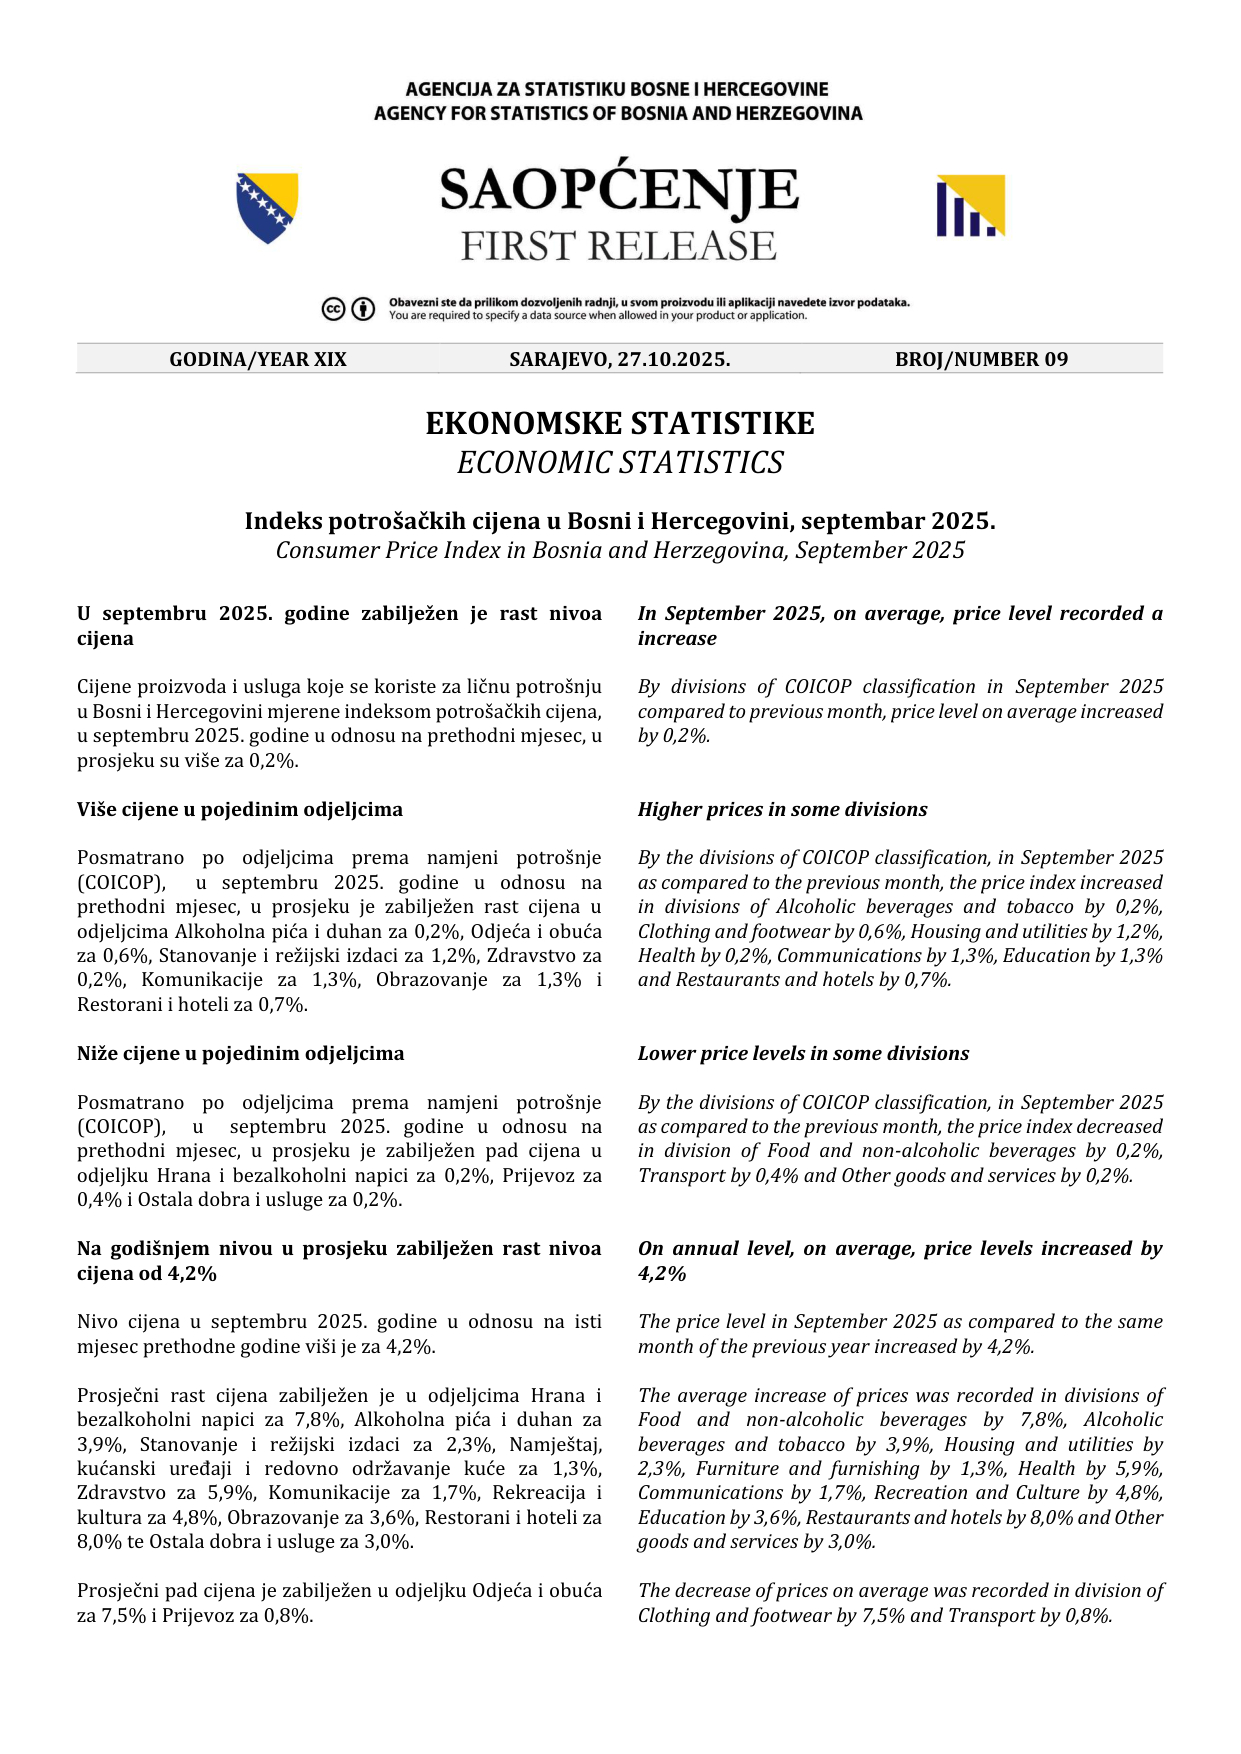 AGENCIJA ZA STATISTIKU BOSNE I HERCEGOVINE
AGENCY FOR STATISTICS OF BOSNIA AND HERZEGOVINA
SAOPĆENJE
FIRST RELEASE
cc
Obavezni ste da prilikom dozvoljenih radnji, u svom proizvodu ili aplikaciji navedete izvor podataka.
You are required to specify a data source when allowed in your product or application.
GODINA/YEAR XIX SARAJEVO, 27.10.2025. BROJ/NUMBER 09
EKONOMSKE STATISTIKE
ECONOMIC STATISTICS
Indeks potrošačkih cijena u Bosni i Hercegovini, septembar 2025.
Consumer Price Index in Bosnia and Herzegovina, September 2025
U septembru 2025. godine zabilježen je rast nivoa
cijena
Cijene proizvoda i usluga koje se koriste za ličnu potrošnju
u Bosni i Hercegovini mjerene indeksom potrošačkih cijena,
u septembru 2025. godine u odnosu na prethodni mjesec, u
prosjeku su više za 0,2%.
Više cijene u pojedinim odjeljcima
Posmatrano po odjeljcima prema namjeni potrošnje
(COICOP), u septembru 2025. godine u odnosu na
prethodni mjesec, u prosjeku je zabilježen rast cijena u
odjeljcima Alkoholna pića i duhan za 0,2%, Odjeća i obuća
za 0,6%, Stanovanje i režijski izdaci za 1,2%, Zdravstvo za
0,2%, Komunikacije za 1,3%, Obrazovanje za 1,3% i
Restorani i hoteli za 0,7%.
Niže cijene u pojedinim odjeljcima
Posmatrano po odjeljcima prema namjeni potrošnje
(COICOP), u septembru 2025. godine u odnosu na
prethodni mjesec, u prosjeku je zabilježen pad cijena u
odjeljku Hrana i bezalkoholni napici za 0,2%, Prijevoz za
0,4% i Ostala dobra i usluge za 0,2%.
Na godišnjem nivou u prosjeku zabilježen rast nivoa
cijena od 4,2%
Nivo cijena u septembru 2025. godine u odnosu na isti
mjesec prethodne godine viši je za 4,2%.
Prosječni rast cijena zabilježen je u odjeljcima Hrana i
bezalkoholni napici za 7,8%, Alkoholna pića i duhan za
3,9%, Stanovanje i režijski izdaci za 2,3%, Namještaj,
kućanski uređaji i redovno održavanje kuće za 1,3%,
Zdravstvo za 5,9%, Komunikacije za 1,7%, Rekreacija i
kultura za 4,8%, Obrazovanje za 3,6%, Restorani i hoteli za
8,0% te Ostala dobra i usluge za 3,0%.
Prosječni pad cijena je zabilježen u odjeljku Odjeća i obuća
za 7,5% i Prijevoz za 0,8%.
In September 2025, on average, price level recorded a
increase
By divisions of COICOP classification in September 2025
compared to previous month, price level on average increased
by 0,2%.
Higher prices in some divisions
By the divisions of COICOP classification, in September 2025
as compared to the previous month, the price index increased
in divisions of Alcoholic beverages and tobacco by 0,2%,
Clothing and footwear by 0,6%, Housing and utilities by 1,2%,
Health by 0,2%, Communications by 1,3%, Education by 1,3%
and Restaurants and hotels by 0,7%.
Lower price levels in some divisions
By the divisions of COICOP classification, in September 2025
as compared to the previous month, the price index decreased
in division of Food and non-alcoholic beverages by 0,2%,
Transport by 0,4% and Other goods and services by 0,2%.
On annual level, on average, price levels increased by
4,2%
The price level in September 2025 as compared to the same
month of the previous year increased by 4,2%.
The average increase of prices was recorded in divisions of
Food and non-alcoholic beverages by 7,8%, Alcoholic
beverages and tobacco by 3,9%, Housing and utilities by
2,3%, Furniture and furnishing by 1,3%, Health by 5,9%,
Communications by 1,7%, Recreation and Culture by 4,8%,
Education by 3,6%, Restaurants and hotels by 8,0% and Other
goods and services by 3,0%.
The decrease of prices on average was recorded in division of
Clothing and footwear by 7,5% and Transport by 0,8%.